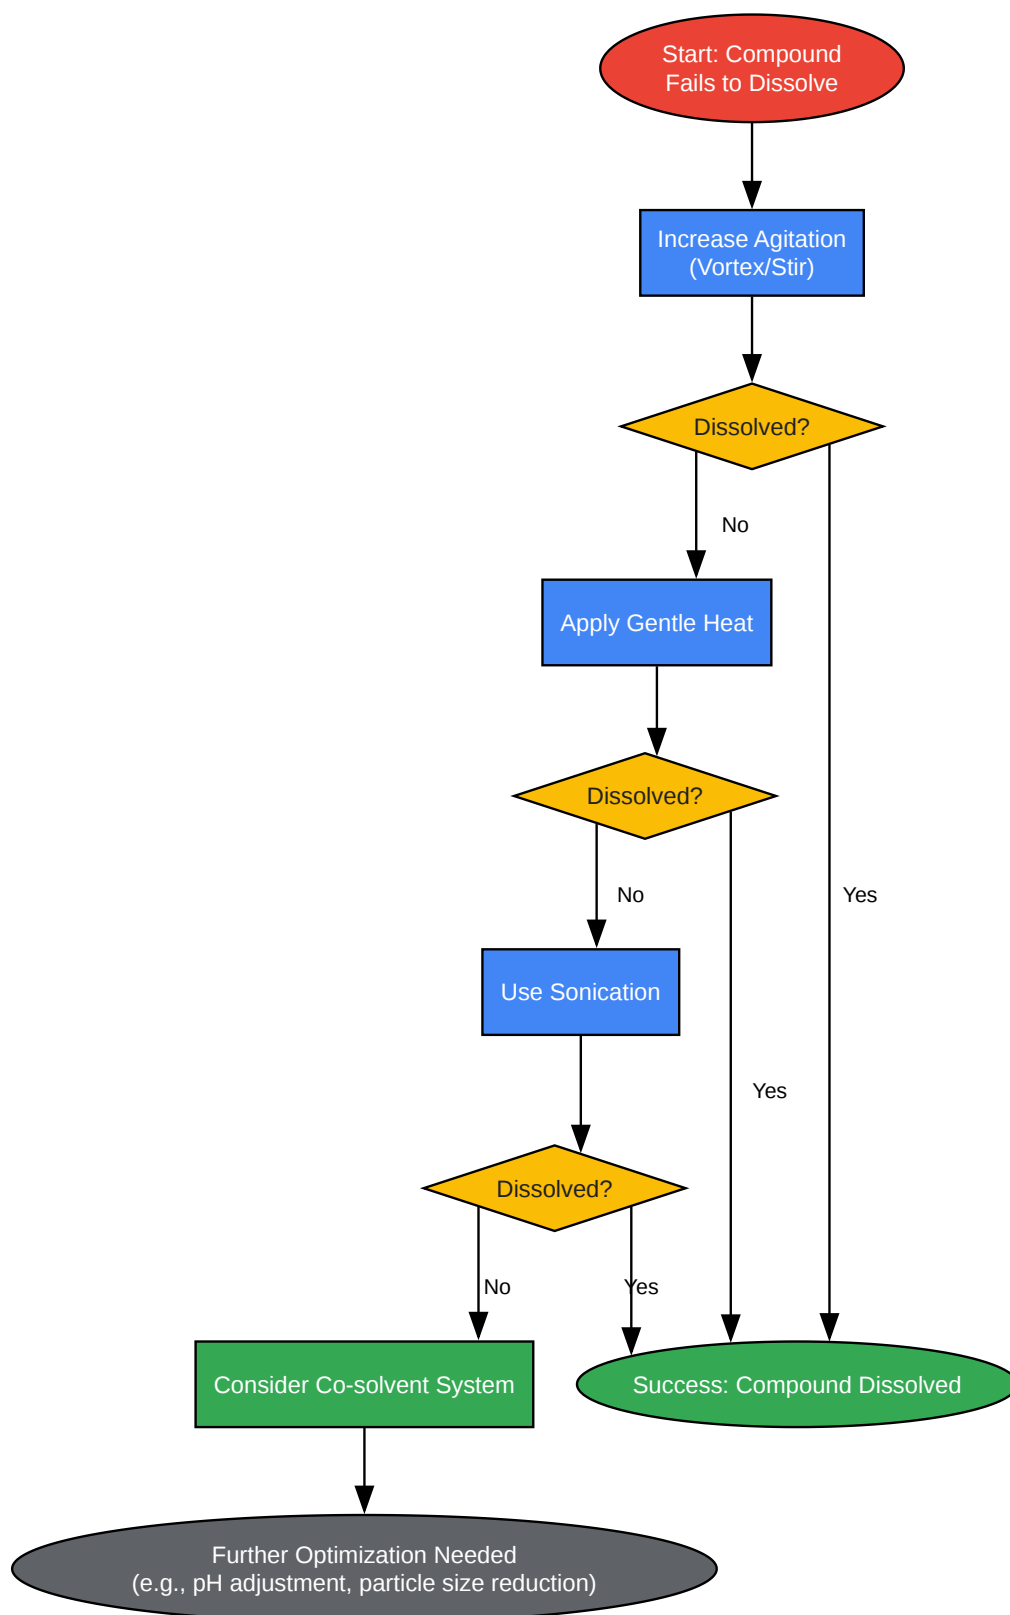 Start: Compound
Fails to Dissolve
Increase Agitation
(Vortex/Stir)
Dissolved?
No
Apply Gentle Heat
Dissolved?
No
Yes
Use Sonication
Yes
Dissolved?
No
Yes
Consider Co-solvent System
Success: Compound Dissolved
Further Optimization Needed
(e.g., pH adjustment, particle size reduction)